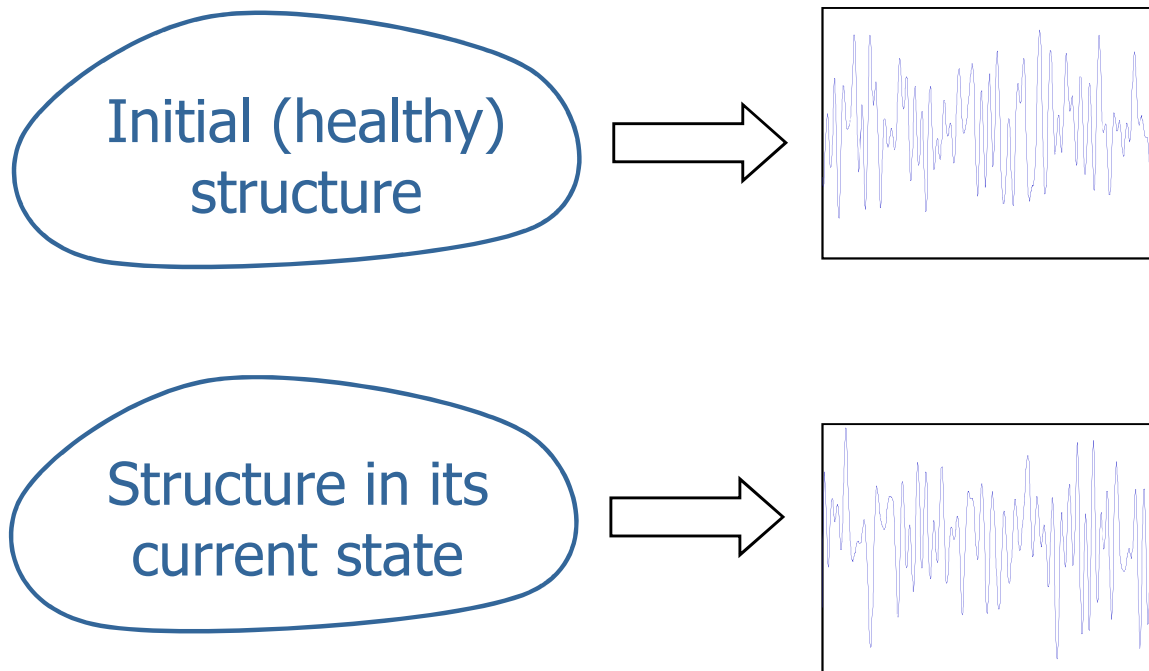 Initial (healthy)
structure
Structure in its
current state